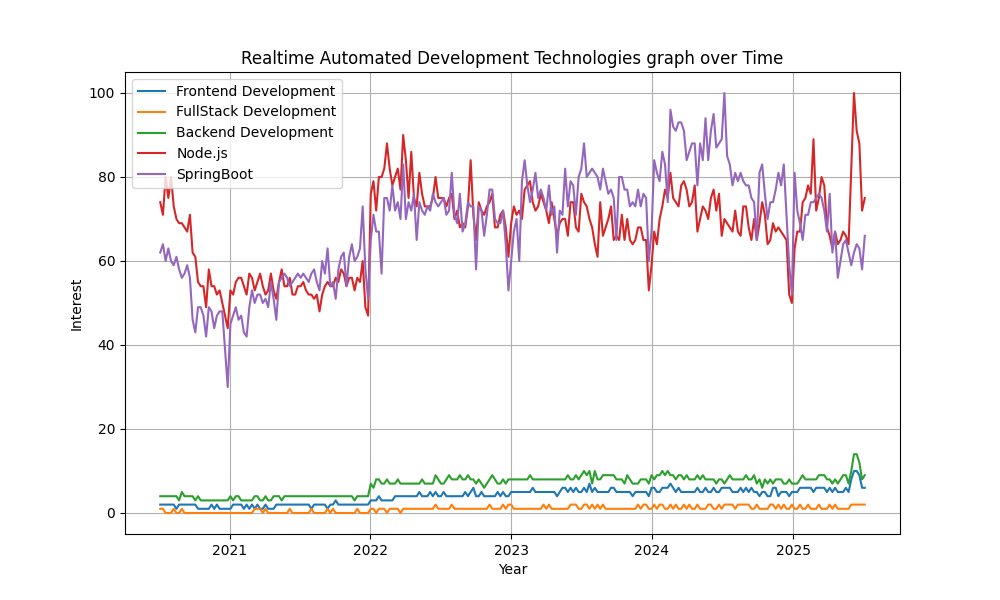 Realtime Automated Development Technologies graph over Time
Frontend Development
FullStack Development
Backend Development
Node.js
SpringBoot
100
80
60
40
20
0
Interest
2021
2022
2023
2024
2025
Year